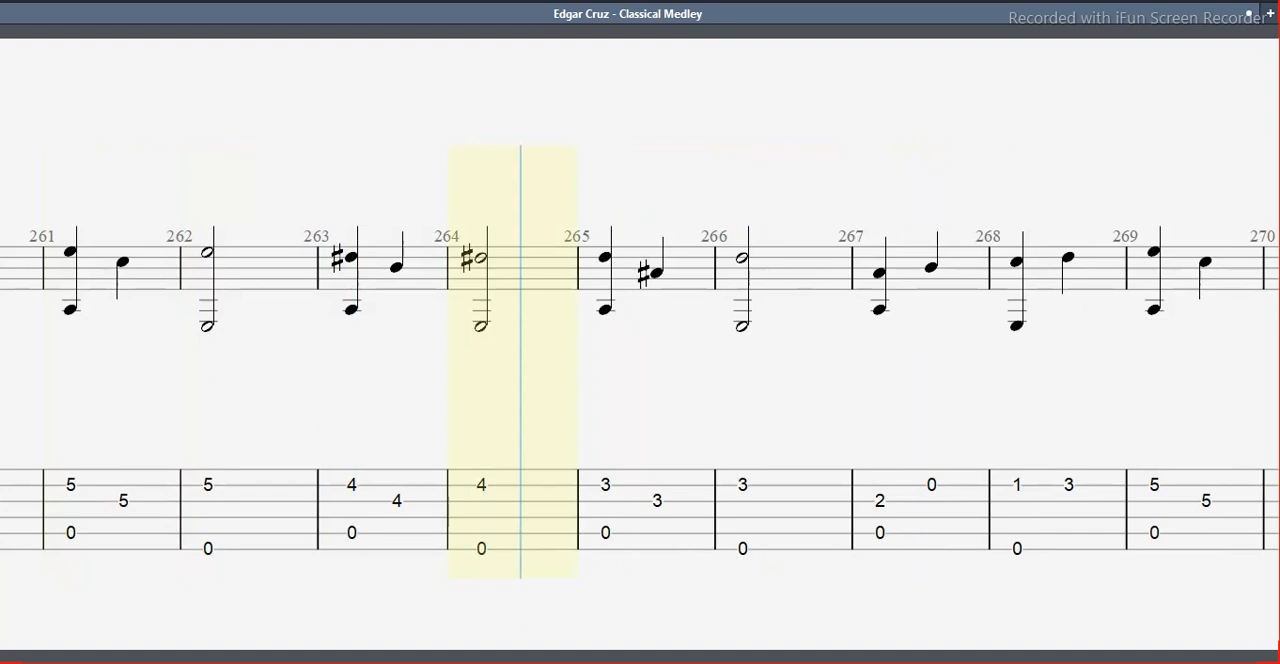 Edgar Cruz - Classical Medley
Recorded with iFun Screen Recorder
+
261 262 263 264 265 266 267 268 269 270
5 5 4 4 3 3 0 1 3 5
5 4 3 2 5
0 0 0 0 0
0 0 0 0